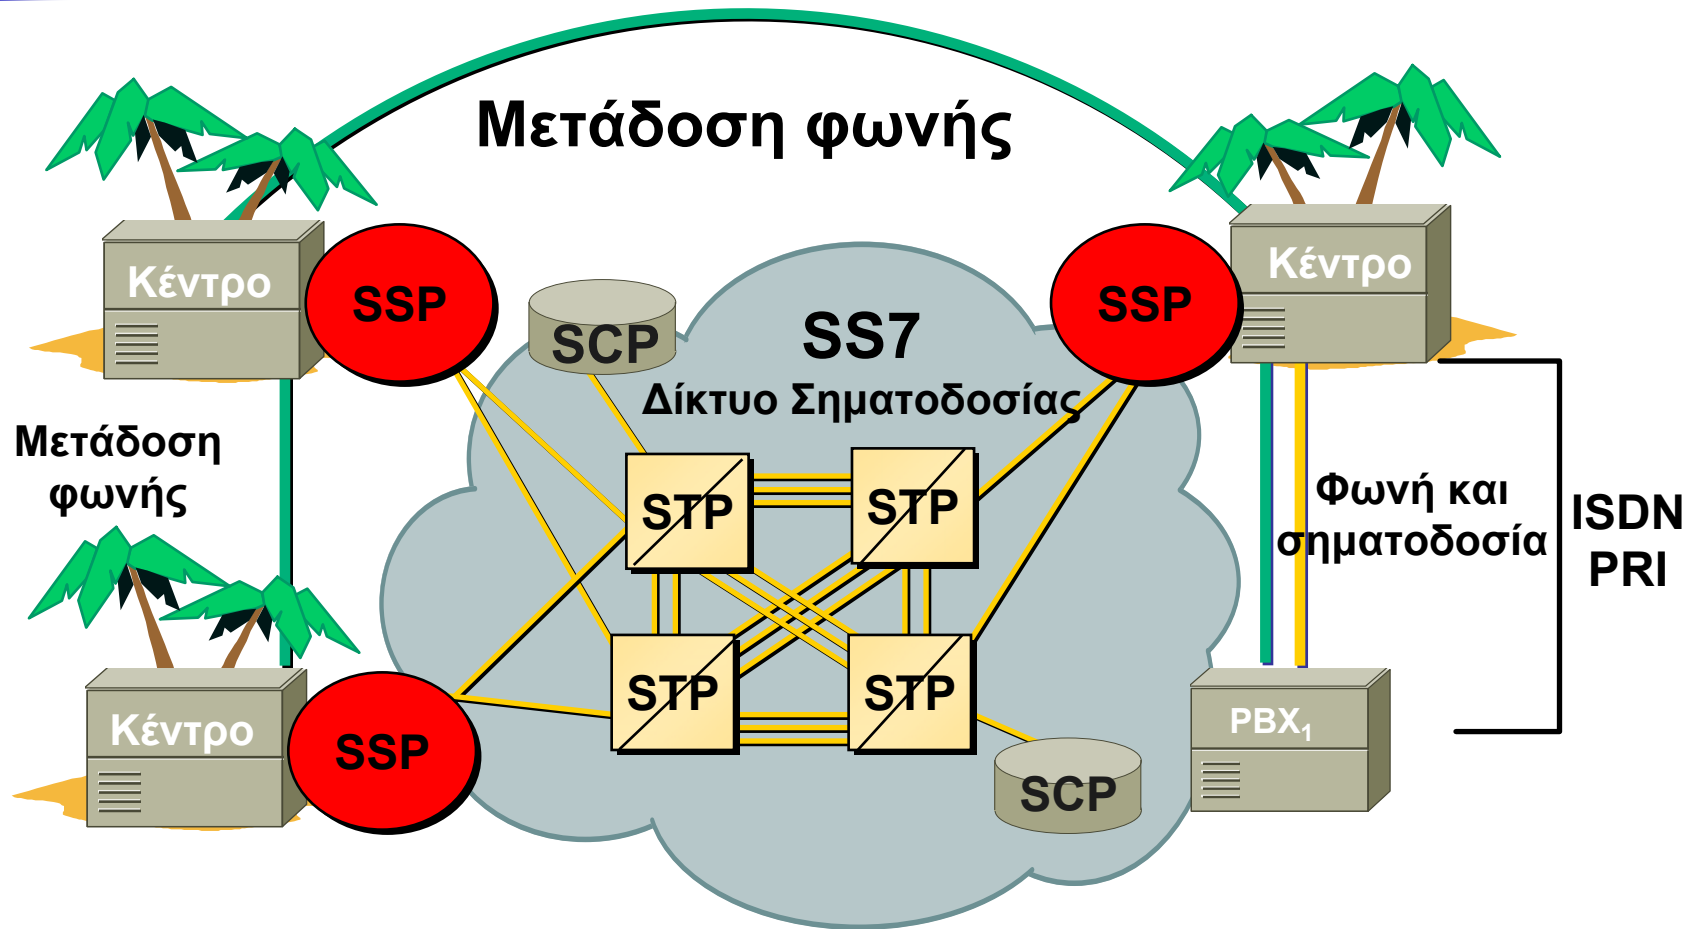 Μετάδοση φωνής
Κέντρο
SSP
SCP
SS7
Δίκτυο Σηματοδοσίας
SSP
Κέντρο
Μετάδοση
φωνής
STP
STP
Φωνή και
σηματοδοσία
ISDN
PRI
Κέντρο
SSP
STP
STP
SCP
PBX₁